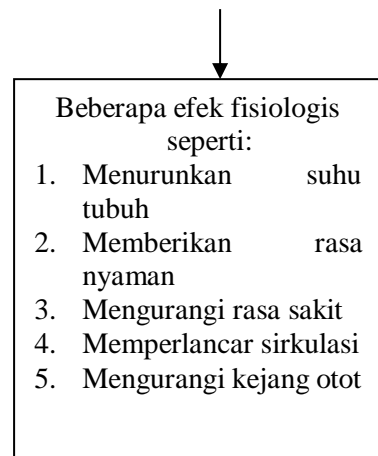 Beberapa efek fisiologis
seperti:
1. Menurunkan suhu
tubuh
2. Memberikan rasa
nyaman
3. Mengurangi rasa sakit
4. Memperlancar sirkulasi
5. Mengurangi kejang otot